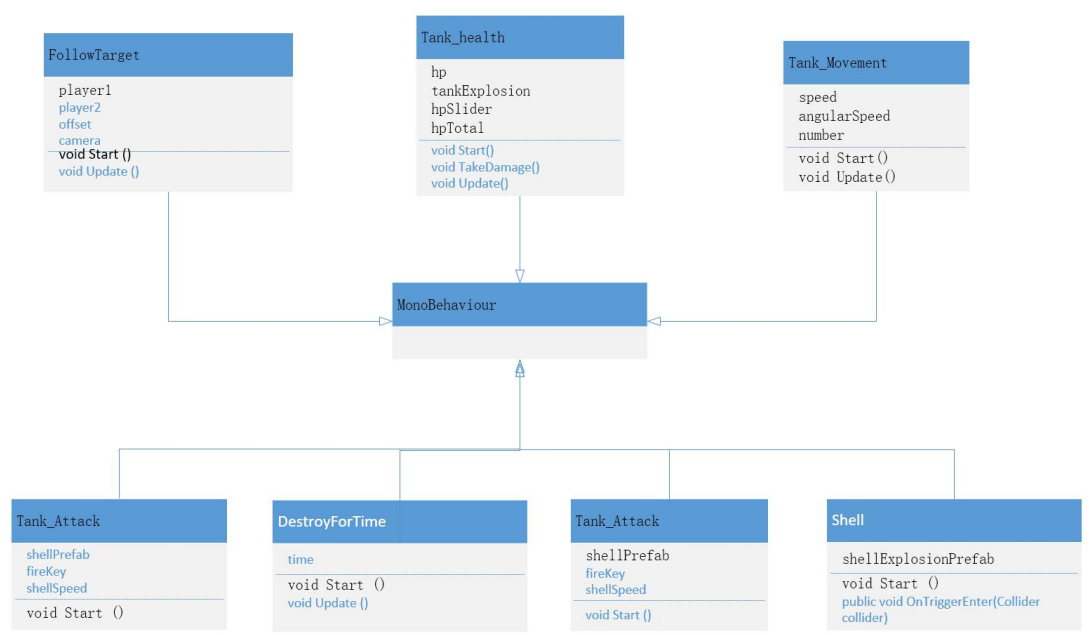 FollowTarget
player1
player2
offset
camera
void Start ()
void Update ()
Tank_health
hp
tankExplosion
hpSlider
hpTotal
void Start()
void TakeDamage()
void Update()
Tank_Movement
speed
angularSpeed
number
void Start()
void Update()
MonoBehaviour
Tank_Attack
shellPrefab
fireKey
shellSpeed
void Start ()
DestroyForTime
time
void Start ()
void Update ()
Tank_Attack
shellPrefab
fireKey
shellSpeed
void Start ()
Shell
shellExplosionPrefab
void Start ()
public void OnTriggerEnter(Collider
collider)